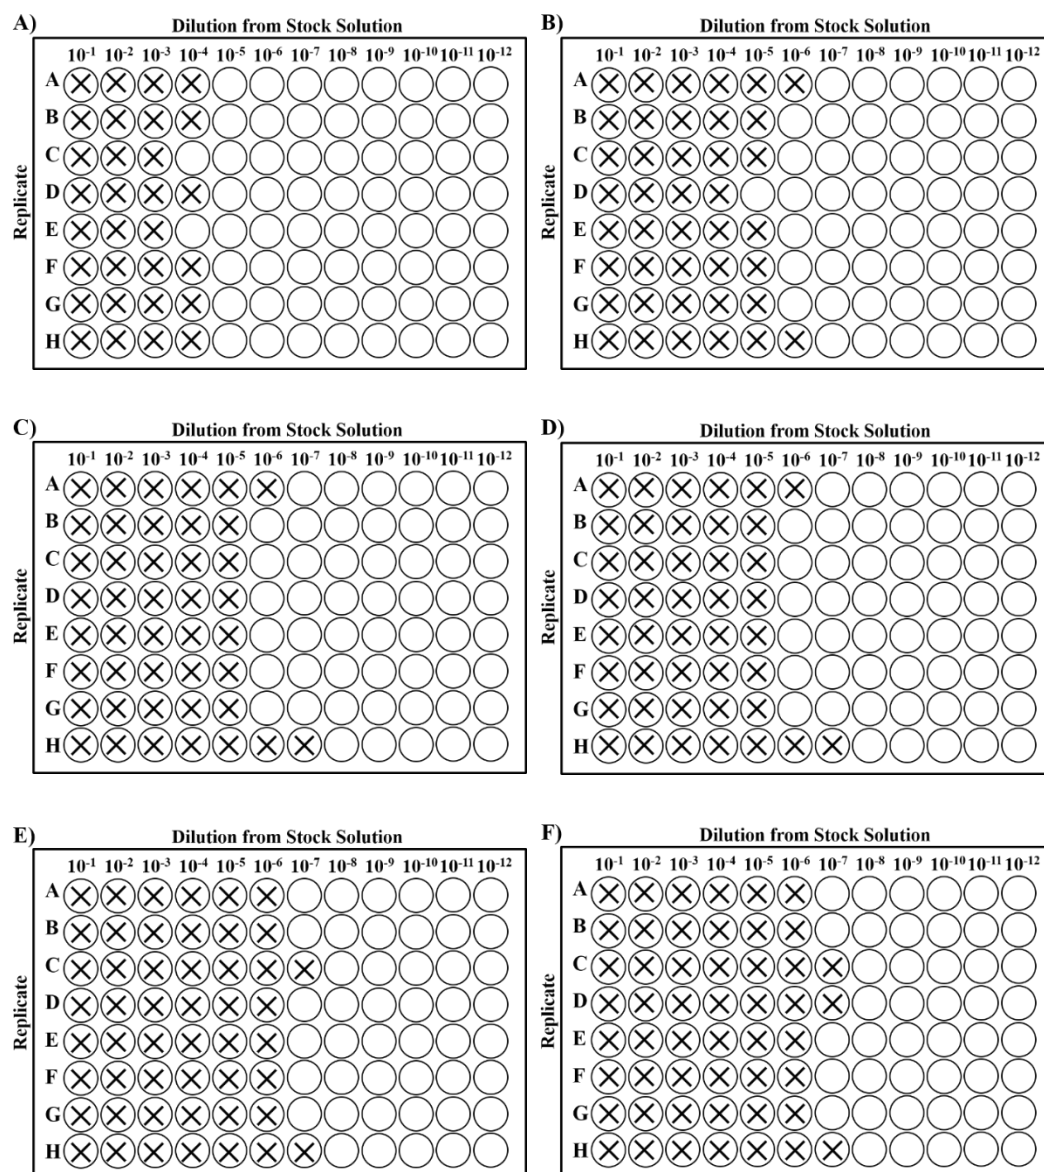 A) Dilution from Stock Solution
10-1 10-2 10-3 10-4 10-5 10-6 10-7 10-8 10-9 10-10 10-11 10-12
Replicate
A
B
C
D
E
F
G
H
B) Dilution from Stock Solution
10-1 10-2 10-3 10-4 10-5 10-6 10-7 10-8 10-9 10-10 10-11 10-12
Replicate
A
B
C
D
E
F
G
H
C) Dilution from Stock Solution
10-1 10-2 10-3 10-4 10-5 10-6 10-7 10-8 10-9 10-10 10-11 10-12
Replicate
A
B
C
D
E
F
G
H
D) Dilution from Stock Solution
10-1 10-2 10-3 10-4 10-5 10-6 10-7 10-8 10-9 10-10 10-11 10-12
Replicate
A
B
C
D
E
F
G
H
E) Dilution from Stock Solution
10-1 10-2 10-3 10-4 10-5 10-6 10-7 10-8 10-9 10-10 10-11 10-12
Replicate
A
B
C
D
E
F
G
H
F) Dilution from Stock Solution
10-1 10-2 10-3 10-4 10-5 10-6 10-7 10-8 10-9 10-10 10-11 10-12
Replicate
A
B
C
D
E
F
G
H